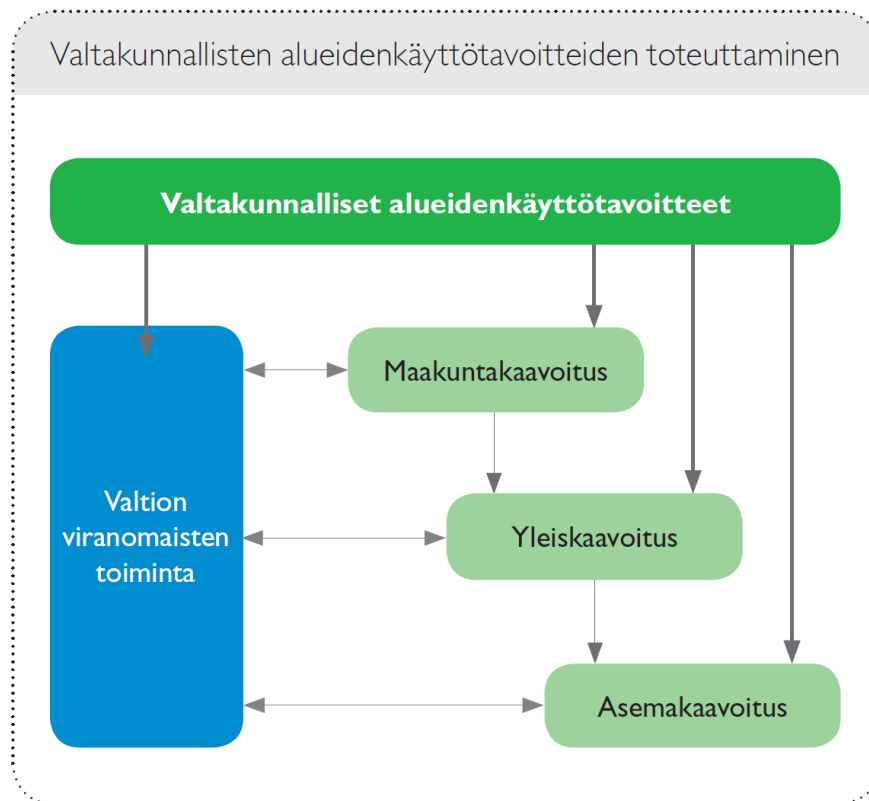 Valtakunnallisten alueidenkäyttötavoitteiden toteuttaminen
Valtakunnalliset alueidenkäyttötavoitteet
Maakuntakaavoitus
Valtion
viranomaisten
toiminta
Yleiskaavoitus
Asemakaavoitus